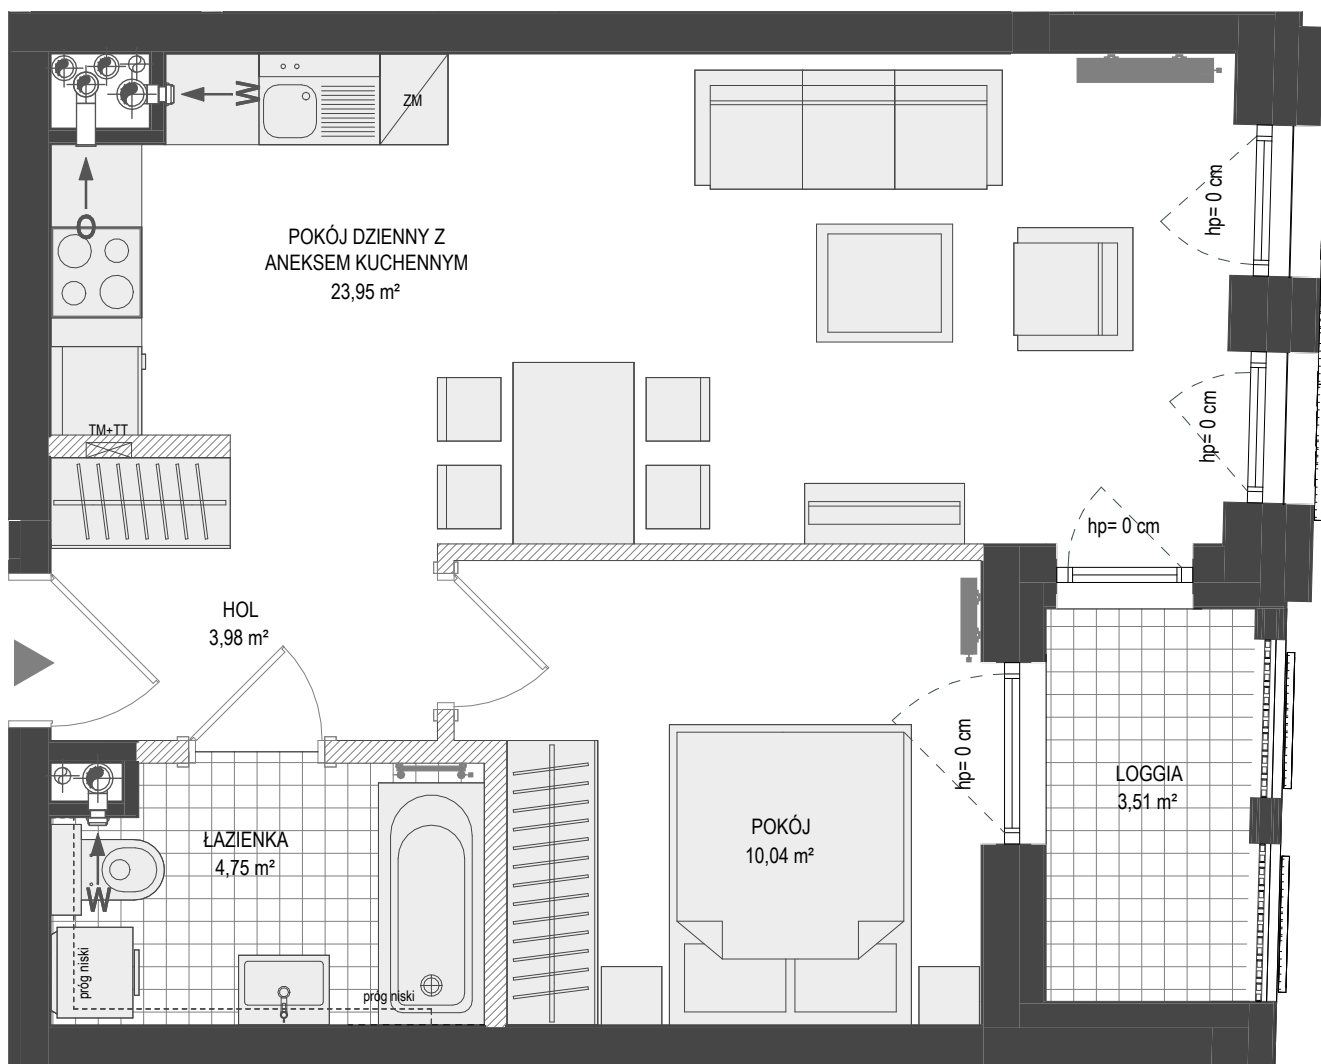 W
ZM
O
POKÓJ DZIENNY Z
ANEKSEM KUCHENNYM
23,95 m²
hp= 0 cm
hp= 0 cm
hp= 0 cm
TM+TT
HOL
3,98 m²
hp= 0 cm
LOGGIA
3,51 m²
POKÓJ
10,04 m²
ŁAZIENKA
4,75 m²
W
próg niski
próg niski